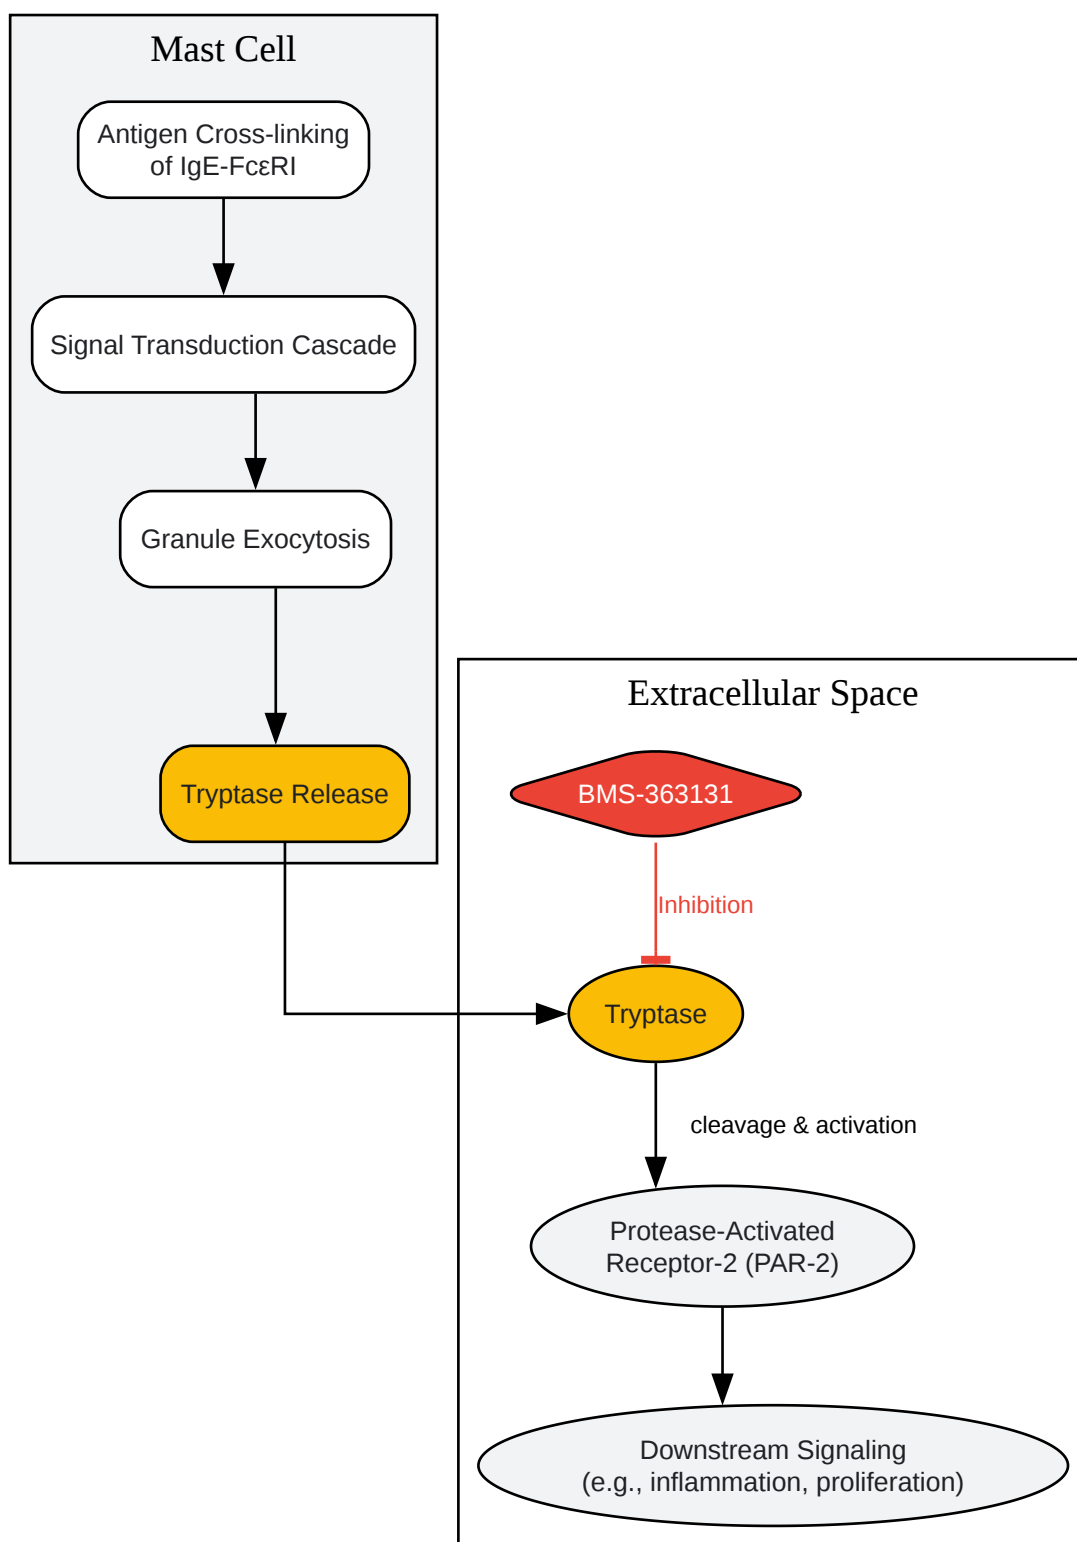 Mast Cell
Antigen Cross-linking
of IgE-FcεRI
Signal Transduction Cascade
Granule Exocytosis
Tryptase Release
Extracellular Space
BMS-363131
Inhibition
Tryptase
cleavage & activation
Protease-Activated
Receptor-2 (PAR-2)
Downstream Signaling
(e.g., inflammation, proliferation)